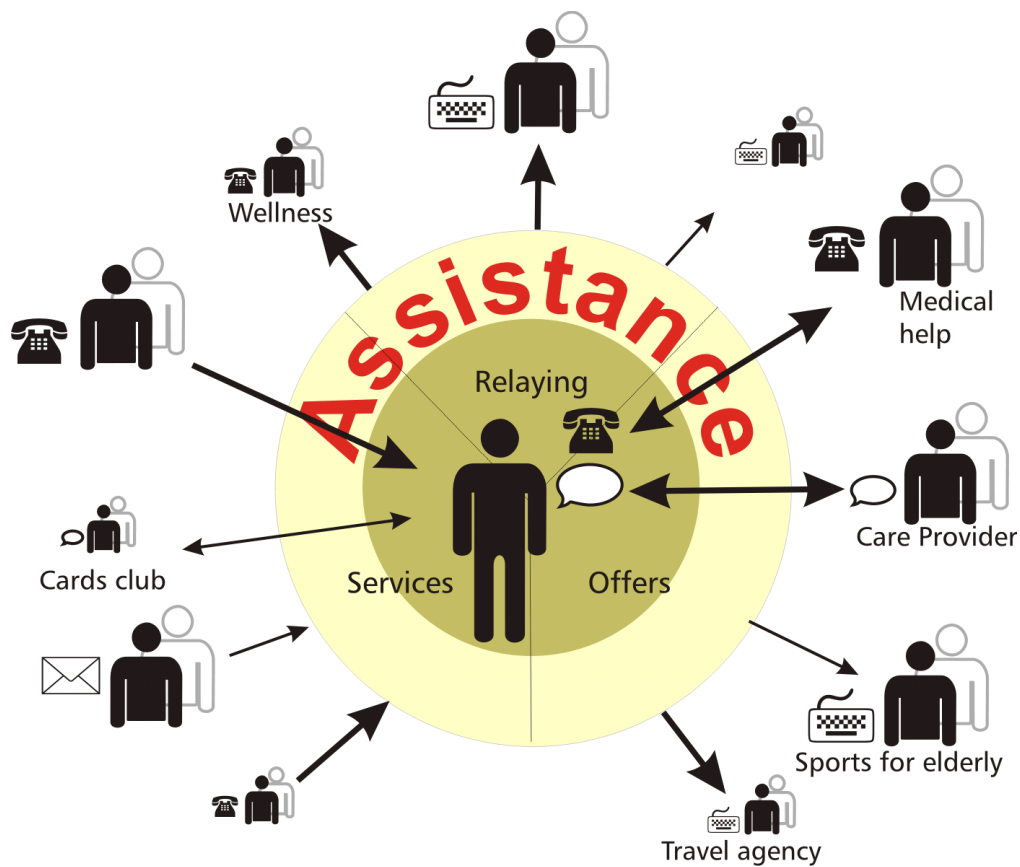 Wellness
Assistance
Medical
help
Relaying
Care Provider
Cards club
Services
Offers
Sports for elderly
Travel agency